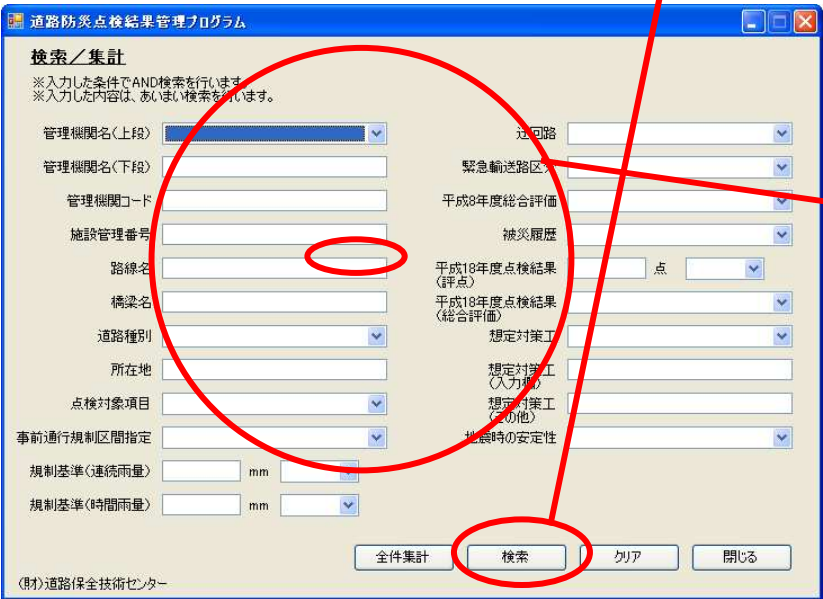 道路防災点検結果管理プログラム
検索／集計
※入力した条件でAND検索を行います。
※入力した内容は、あいまい検索を行います。
管理機関名(上段)
管理機関名(下段)
管理機関コード
施設管理番号
路線名
橋梁名
道路種別
所在地
点検対象項目
事前通行規制区間指定
規制基準(連続雨量) mm
規制基準(時間雨量) mm
迂回路
緊急輸送路区分
平成8年度総合評価
被災履歴
平成18年度点検結果
(評点) 点
平成18年度点検結果
(総合評価)
想定対策工
想定対策工
(入力欄)
想定対策工
(その他)
地震時の安定性
全件集計 検索 クリア 閉じる
(財)道路保全技術センター